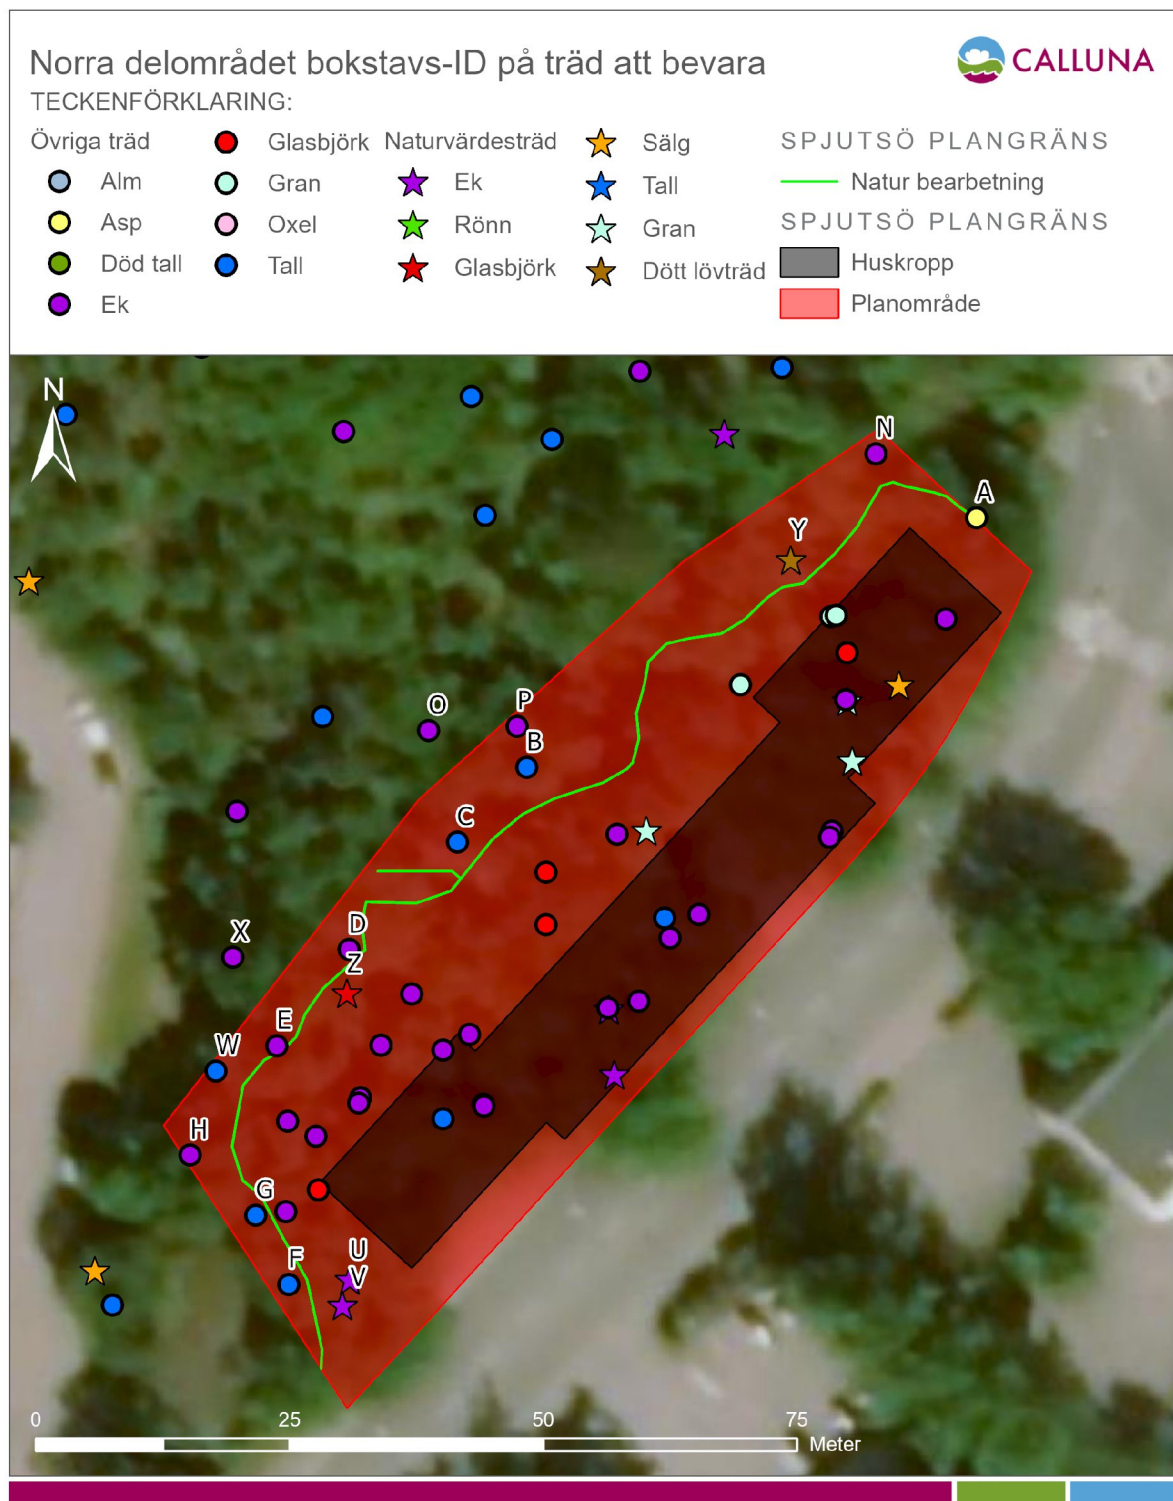 Norra delområdet bokstavs-ID på träd att bevara
CALLUNA
TECKENFÖRKLARING:
Övriga träd
Alm
Asp
Död tall
Ek
Glasbjörk
Gran
Oxel
Tall
Naturvärdesträd
Ek
Rönn
Glasbjörk
Sälg
Tall
Gran
Dött lövträd
SPJUTSÖ PLANGRÄNS
Natur bearbetning
SPJUTSÖ PLANGRÄNS
Huskropp
Planområde
N
N
A
Y
O
P
B
C
X
D
Z
E
W
H
G
F
U
V
0
25
50
75
Meter